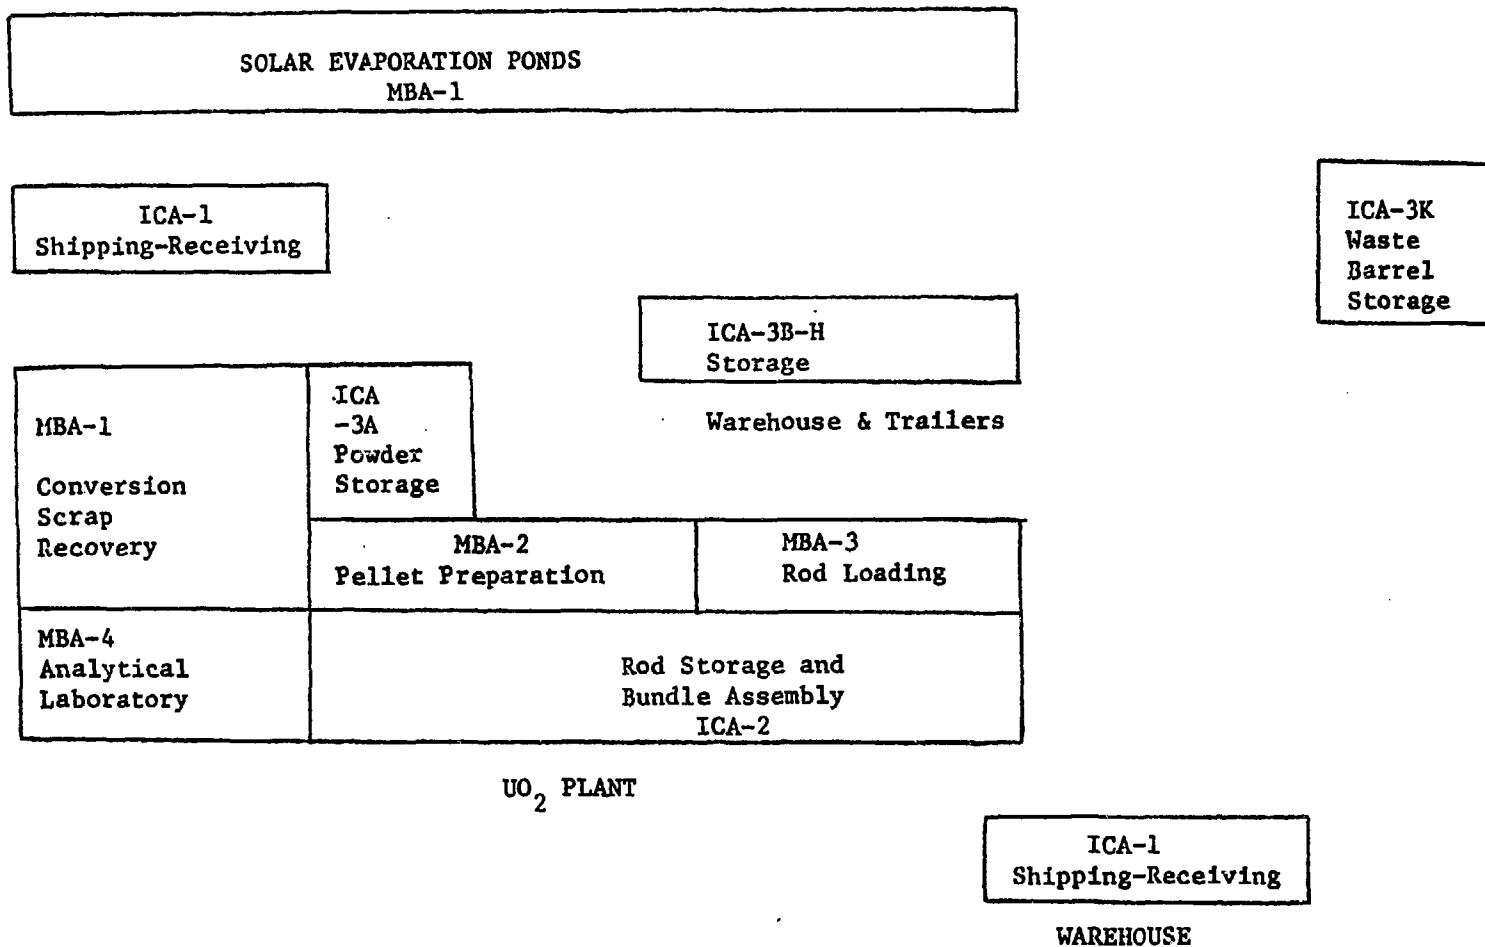 SOLAR EVAPORATION PONDS
MBA-1
ICA-1
Shipping-Receiving
ICA-3K
Waste
Barrel
Storage
ICA-3B-H
Storage
Warehouse & Trailers
MBA-1
Conversion
Scrap
Recovery
ICA
-3A
Powder
Storage
MBA-2
Pellet Preparation
MBA-3
Rod Loading
MBA-4
Analytical
Laboratory
Rod Storage and
Bundle Assembly
ICA-2
UO₂ PLANT
ICA-1
Shipping-Receiving
WAREHOUSE